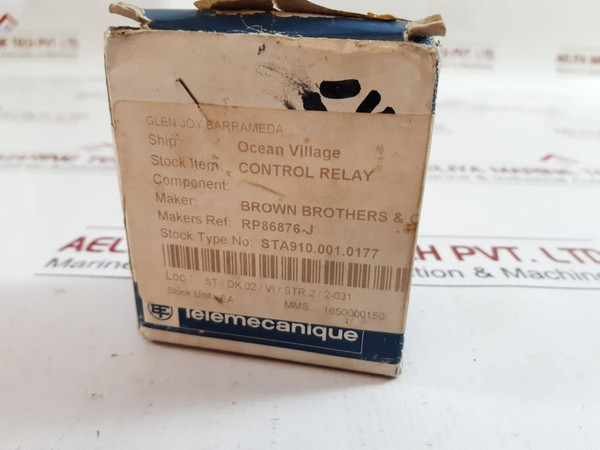 GLEN JOY BARRAMEDA
Ship: Ocean Village
Stock Item: CONTROL RELAY
Component:
Maker: BROWN BROTHERS & C
Makers Ref: RP86876-J
Stock Type No: STA910.001.0177
Loc.: ST / DK 02 / VI / STR 2 / 2-031
Stock Unit EA MMS 1650000150
Telemecanique